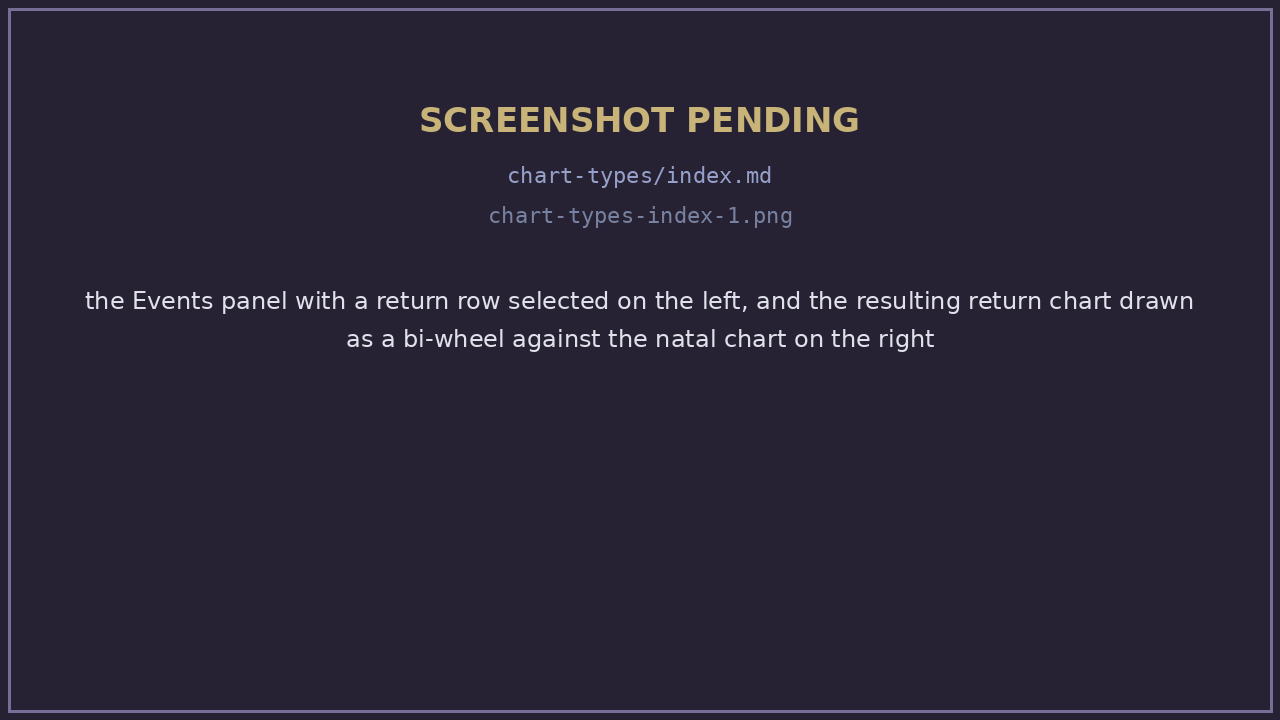 SCREENSHOT PENDING
chart-types/index.md
chart-types-index-1.png
the Events panel with a return row selected on the left, and the resulting return chart drawn
as a bi-wheel against the natal chart on the right